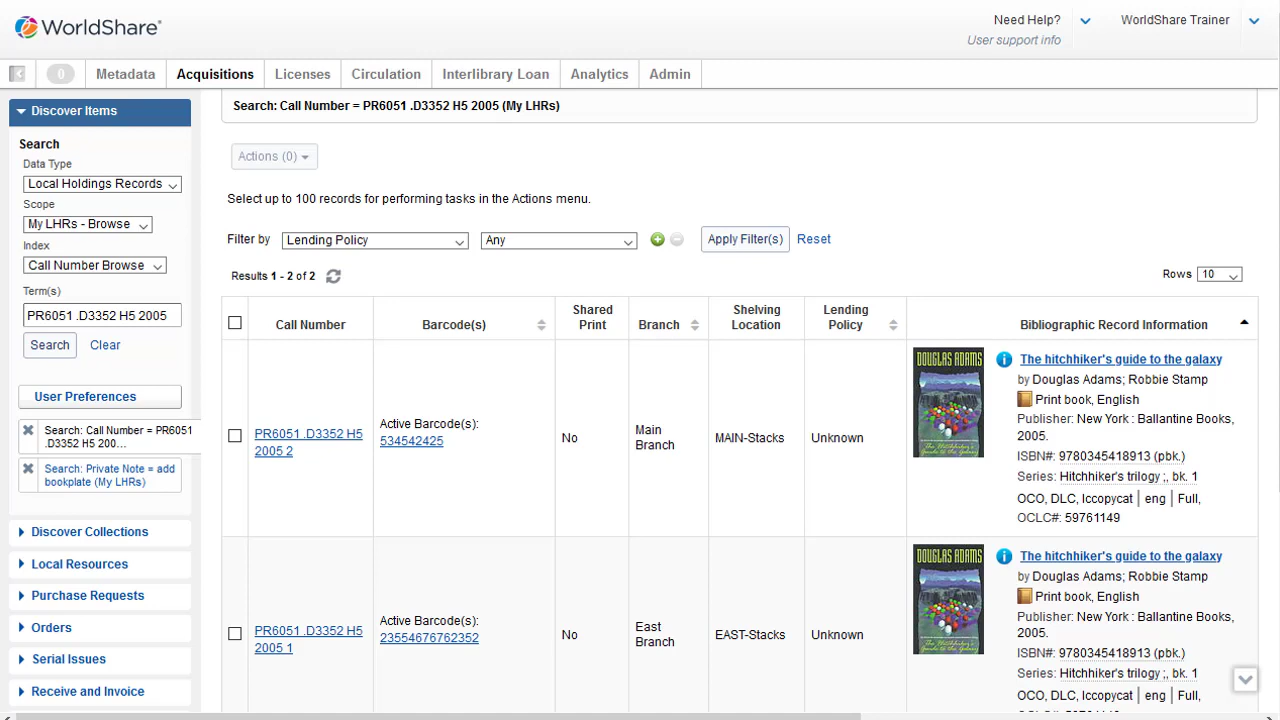 WorldShare®
Need Help?
User support info
WorldShare Trainer
0
Metadata
Acquisitions
Licenses
Circulation
Interlibrary Loan
Analytics
Admin
Discover Items
Search
Data Type
Local Holdings Records
Scope
My LHRs - Browse
Index
Call Number Browse
Term(s)
PR6051 .D3352 H5 2005
Search
Clear
User Preferences
Search: Call Number = PR6051
.D3352 H5 200...
Search: Private Note = add
bookplate (My LHRs)
Discover Collections
Local Resources
Purchase Requests
Orders
Serial Issues
Receive and Invoice
Search: Call Number = PR6051 .D3352 H5 2005 (My LHRs)
Actions (0)
Select up to 100 records for performing tasks in the Actions menu.
Filter by
Lending Policy
Any
Apply Filter(s)
Reset
Results 1 - 2 of 2
Rows
10
Call Number
Barcode(s)
Shared
Print
Branch
Shelving
Location
Lending
Policy
Bibliographic Record Information
PR6051 .D3352 H5
2005 2
Active Barcode(s):
534542425
No
Main
Branch
MAIN-Stacks
Unknown
DOUGLAS ADAMS
The hitchhiker's guide to the galaxy
by Douglas Adams; Robbie Stamp
Print book, English
Publisher: New York : Ballantine Books,
2005.
ISBN#: 9780345418913 (pbk.)
Series: Hitchhiker's trilogy ;, bk. 1
OCO, DLC, Iccopycat | eng | Full,
OCLC#: 59761149
PR6051 .D3352 H5
2005 1
Active Barcode(s):
23554676762352
No
East
Branch
EAST-Stacks
Unknown
DOUGLAS ADAMS
The hitchhiker's guide to the galaxy
by Douglas Adams; Robbie Stamp
Print book, English
Publisher: New York : Ballantine Books,
2005.
ISBN#: 9780345418913 (pbk.)
Series: Hitchhiker's trilogy ;, bk. 1
OCO, DLC, Iccopycat | eng | Full,